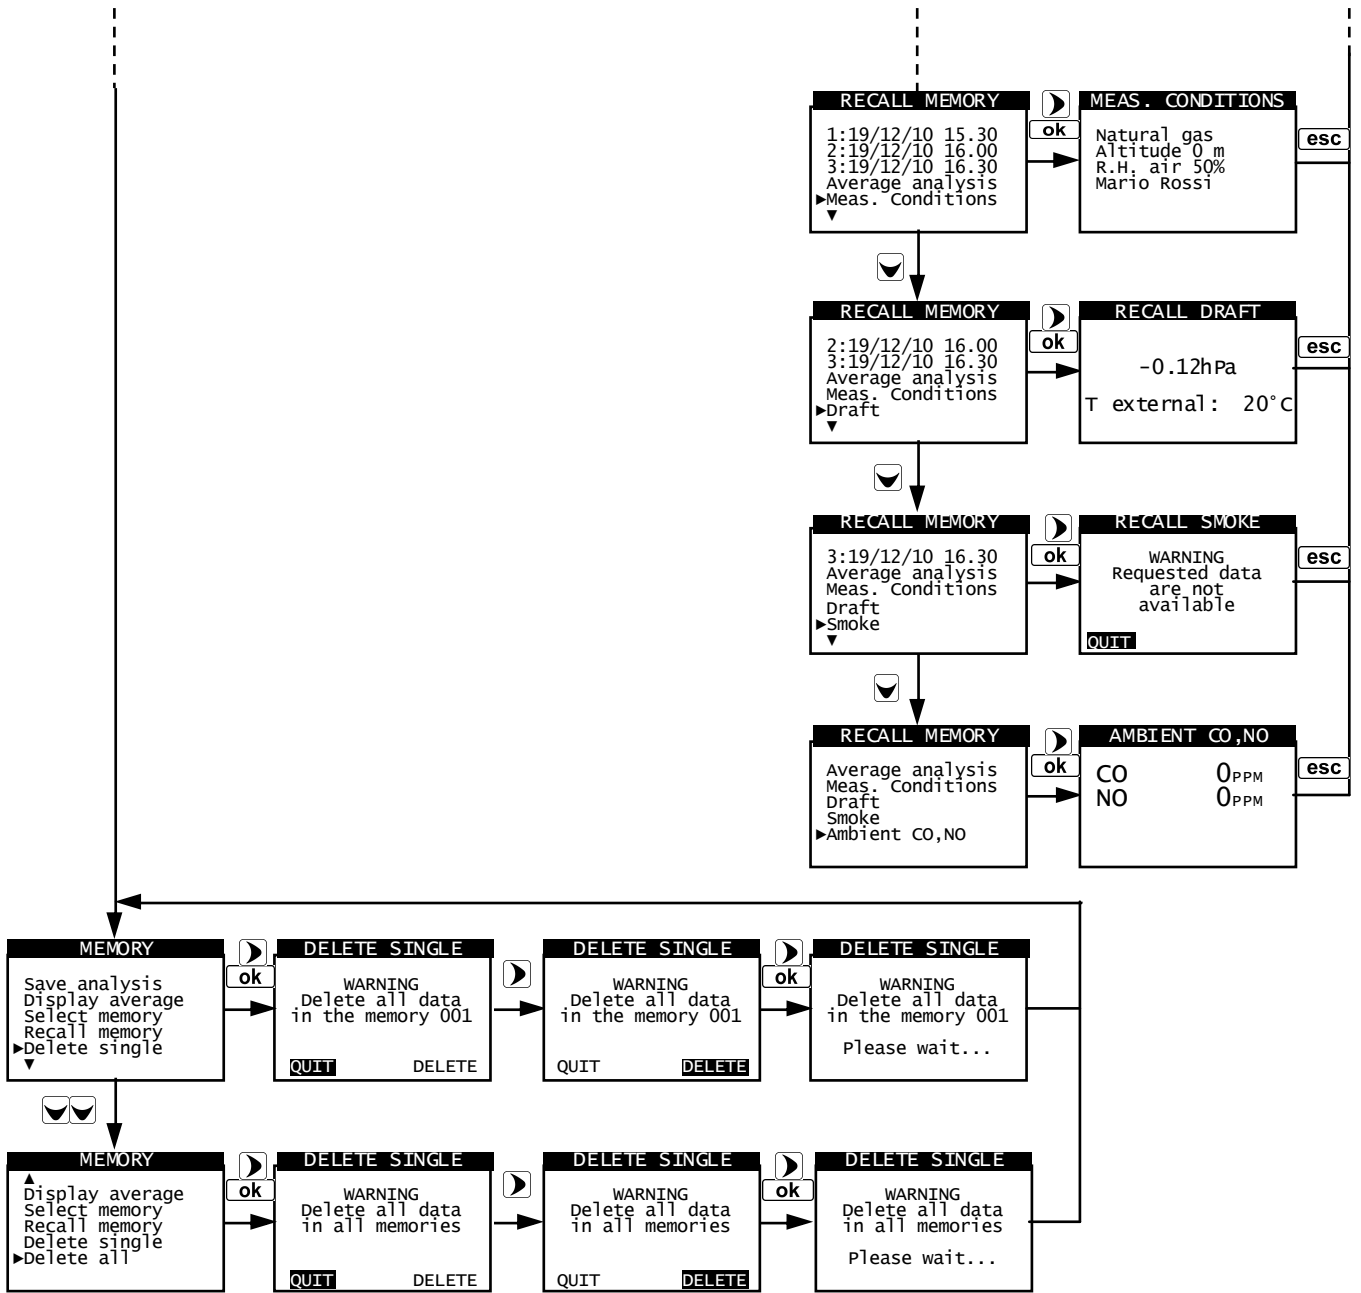 RECALL MEMORY
1:19/12/10 15.30
2:19/12/10 16.00
3:19/12/10 16.30
Average analysis
►Meas. Conditions
▼
ok
MEAS. CONDITIONS
Natural gas
Altitude 0 m
R.H. air 50%
Mario Rossi
esc
RECALL MEMORY
2:19/12/10 16.00
3:19/12/10 16.30
Average analysis
Meas. Conditions
►Draft
▼
ok
RECALL DRAFT
-0.12hPa
T external: 20°C
esc
RECALL MEMORY
3:19/12/10 16.30
Average analysis
Meas. Conditions
Draft
►Smoke
▼
ok
RECALL SMOKE
WARNING
Requested data
are not
available
QUIT
esc
RECALL MEMORY
Average analysis
Meas. Conditions
Draft
Smoke
►Ambient CO,NO
ok
AMBIENT CO,NO
CO 0PPM
NO 0PPM
esc
MEMORY
Save analysis
Display average
Select memory
Recall memory
►Delete single
▼
ok
DELETE SINGLE
WARNING
Delete all data
in the memory 001
QUIT DELETE
DELETE SINGLE
WARNING
Delete all data
in the memory 001
QUIT DELETE
ok
DELETE SINGLE
WARNING
Delete all data
in the memory 001
Please wait...
MEMORY
▲
Display average
Select memory
Recall memory
Delete single
►Delete all
ok
DELETE SINGLE
WARNING
Delete all data
in all memories
QUIT DELETE
DELETE SINGLE
WARNING
Delete all data
in all memories
QUIT DELETE
ok
DELETE SINGLE
WARNING
Delete all data
in all memories
Please wait...